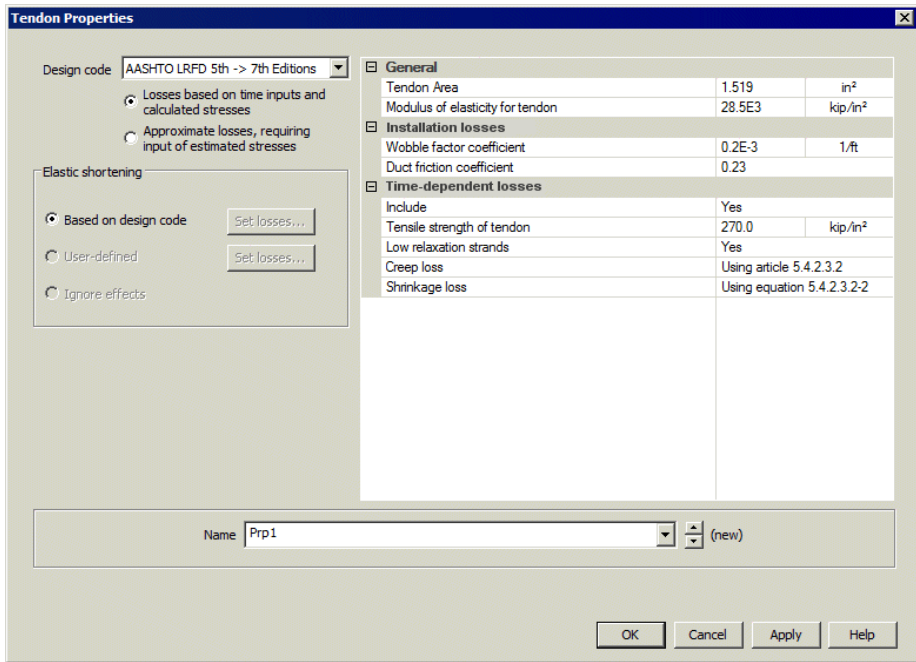 Tendon Properties
Design code AASHTO LRFD 5th -> 7th Editions
Losses based on time inputs and
calculated stresses
Approximate losses, requiring
input of estimated stresses
Elastic shortening
Based on design code Set losses...
User-defined Set losses...
Ignore effects
General
Tendon Area 1.519 in²
Modulus of elasticity for tendon 28.5E3 kip/in²
Installation losses
Wobble factor coefficient 0.2E-3 1/ft
Duct friction coefficient 0.23
Time-dependent losses
Include Yes
Tensile strength of tendon 270.0 kip/in²
Low relaxation strands Yes
Creep loss Using article 5.4.2.3.2
Shrinkage loss Using equation 5.4.2.3.2-2
Name Prp1 (new)
OK Cancel Apply Help